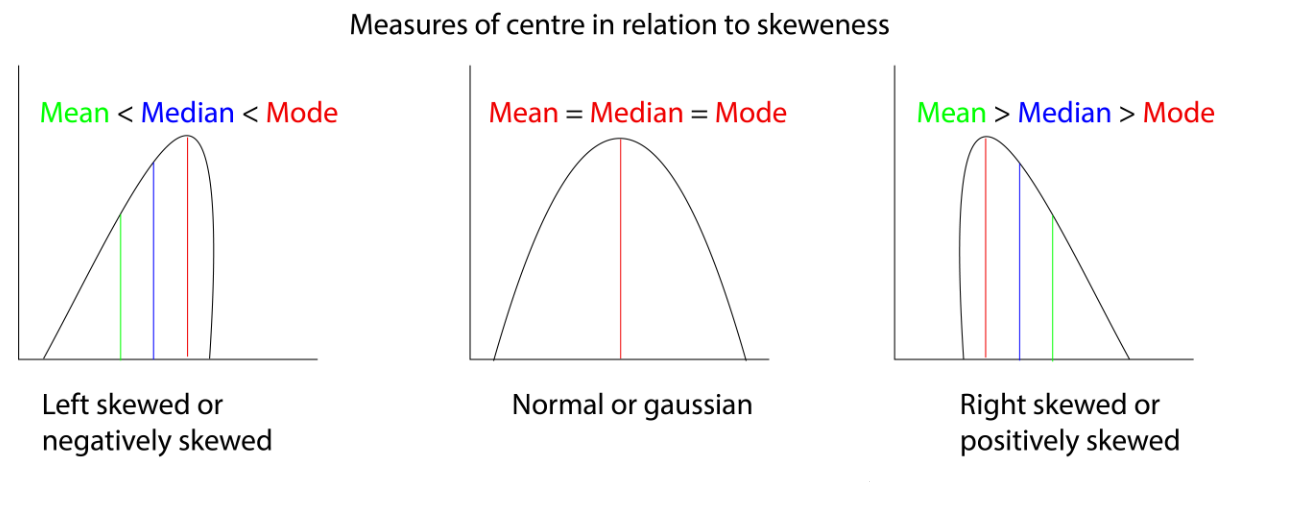 Measures of centre in relation to skeweness
Mean < Median < Mode
Mean = Median = Mode
Mean > Median > Mode
Left skewed or
negatively skewed
Normal or gaussian
Right skewed or
positively skewed